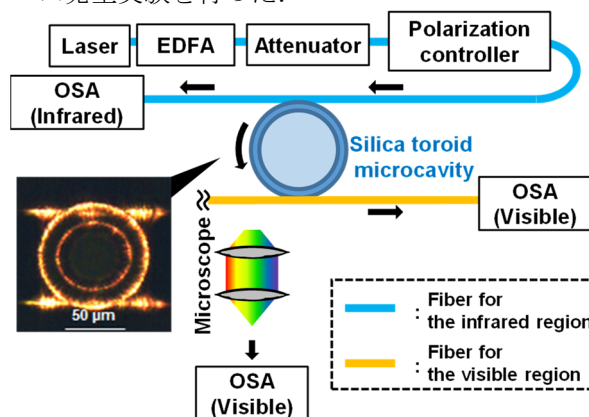 Laser
EDFA
Attenuator
Polarization
controller
OSA
(Infrared)
Silica toroid
microcavity
OSA
(Visible)
Microscope
50 µm
OSA
(Visible)
: Fiber for
the infrared region
: Fiber for
the visible region